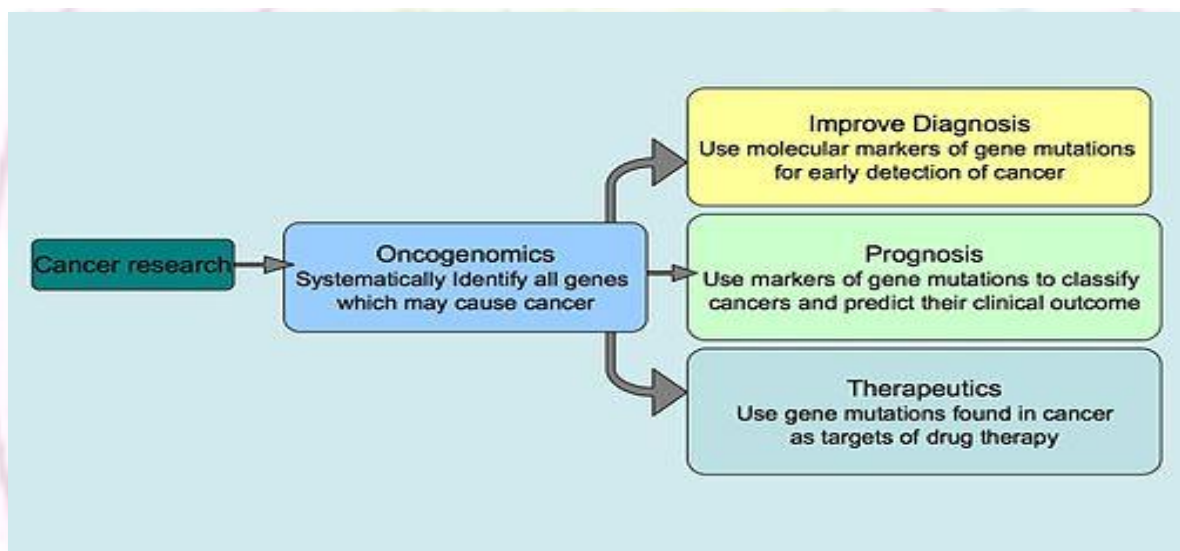 Cancer research
Oncogenomics
Systematically Identify all genes
which may cause cancer
Improve Diagnosis
Use molecular markers of gene mutations
for early detection of cancer
Prognosis
Use markers of gene mutations to classify
cancers and predict their clinical outcome
Therapeutics
Use gene mutations found in cancer
as targets of drug therapy